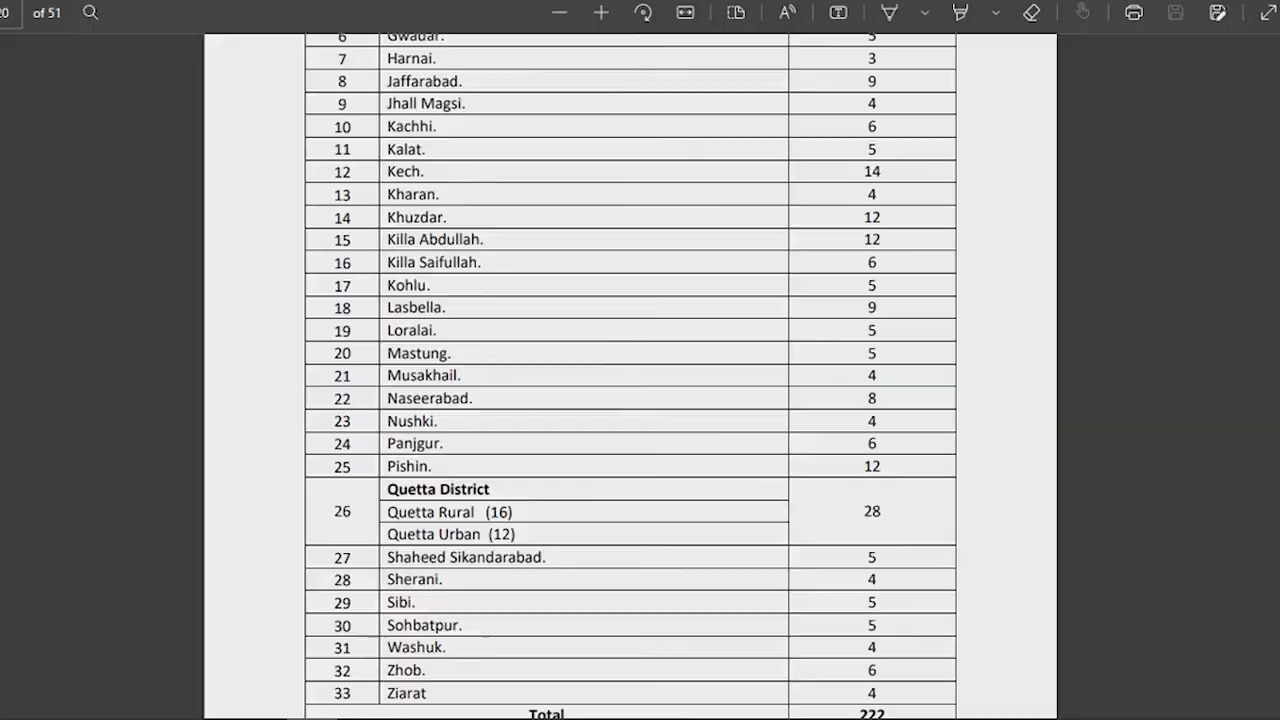 20 of 51
6 Gwadar. 5
7 Harnai. 3
8 Jaffarabad. 9
9 Jhall Magsi. 4
10 Kachhi. 6
11 Kalat. 5
12 Kech. 14
13 Kharan. 4
14 Khuzdar. 12
15 Killa Abdullah. 12
16 Killa Saifullah. 6
17 Kohlu. 5
18 Lasbella. 9
19 Loralai. 5
20 Mastung. 5
21 Musakhail. 4
22 Naseerabad. 8
23 Nushki. 4
24 Panjgur. 6
25 Pishin. 12
Quetta District
26 Quetta Rural (16) 28
Quetta Urban (12)
27 Shaheed Sikandarabad. 5
28 Sherani. 4
29 Sibi. 5
30 Sohbatpur. 5
31 Washuk. 4
32 Zhob. 6
33 Ziarat 4
Total 222